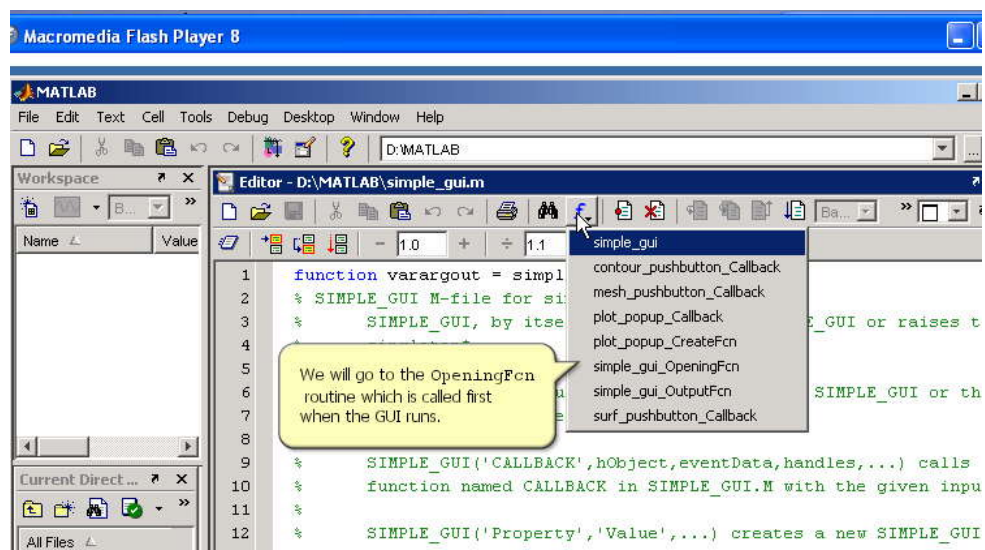 Macromedia Flash Player 8
MATLAB
File Edit Text Cell Tools Debug Desktop Window Help
D:\MATLAB
...
Workspace
Editor - D:\MATLAB\simple_gui.m
B...
Ba...
Name
Value
1.0
1.1
simple_gui
contour_pushbutton_Callback
mesh_pushbutton_Callback
plot_popup_Callback
plot_popup_CreateFcn
simple_gui_OpeningFcn
simple_gui_OutputFcn
surf_pushbutton_Callback
1 function varargout = simpl
2 % SIMPLE_GUI M-file for si
3 % SIMPLE_GUI, by itse E_GUI or raises t
4
5
6 SIMPLE_GUI or th
7
8
9 % SIMPLE_GUI('CALLBACK',hObject,eventData,handles,...) calls
10 % function named CALLBACK in SIMPLE_GUI.M with the given inpu
11 %
12 % SIMPLE_GUI('Property','Value',...) creates a new SIMPLE_GUI
We will go to the OpeningFcn
routine which is called first
when the GUI runs.
Current Direct...
All Files